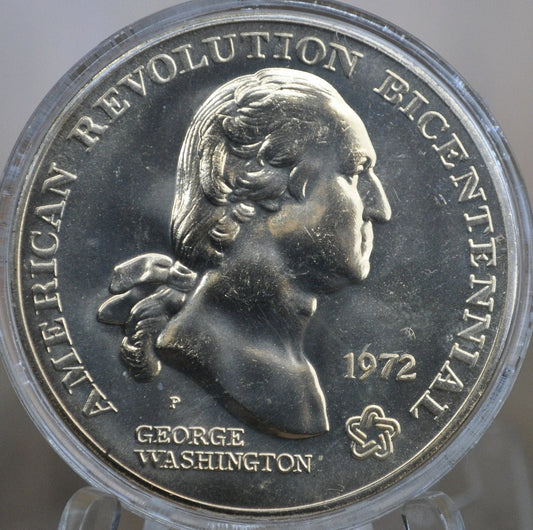 AMERICAN REVOLUTION BICENTENNIAL
1972
P
GEORGE
WASHINGTON